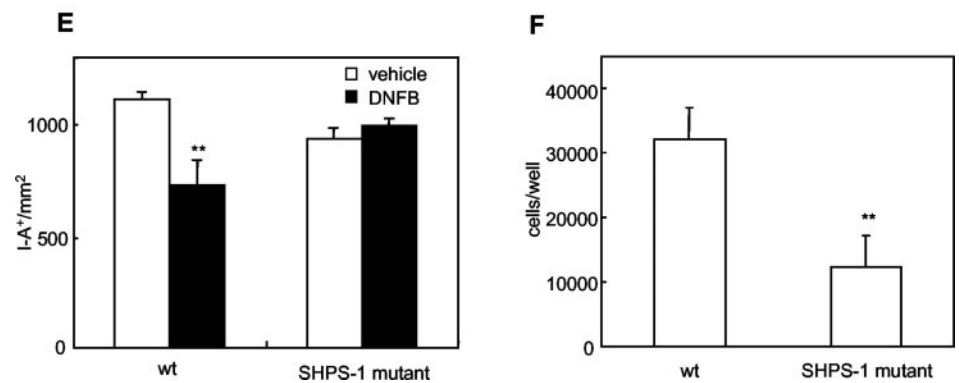 E
vehicle
DNFB
1000
500
0
I-A⁺/mm²
**
wt
SHPS-1 mutant
F
40000
30000
20000
10000
0
cells/well
**
wt
SHPS-1 mutant